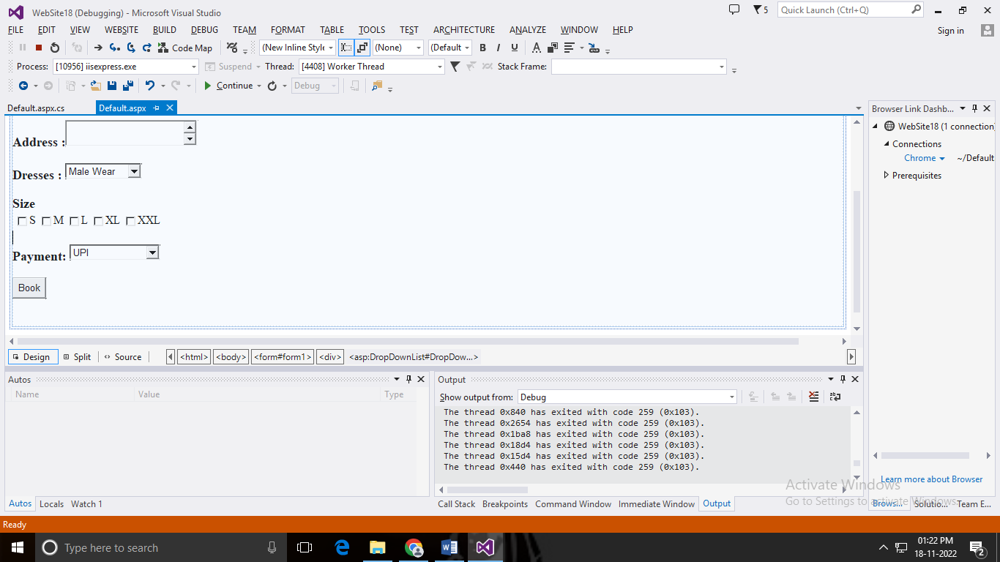 WebSite18 (Debugging) - Microsoft Visual Studio
5
Quick Launch (Ctrl+Q)
FILE EDIT VIEW WEBSITE BUILD DEBUG TEAM FORMAT TABLE TOOLS TEST ARCHITECTURE ANALYZE WINDOW HELP
Sign in
Code Map
(New Inline Style
(None)
(Default
B I U A
Process: [10956] iisexpress.exe
Suspend
Thread: [4408] Worker Thread
Stack Frame:
Continue
Debug
Default.aspx.cs
Default.aspx
Address :
Dresses : Male Wear
Size
S M L XL XXL
Payment: UPI
Book
Design Split Source
<html> <body> <form#form1> <div> <asp:DropDownList#DropDow...>
Autos
Name Value Type
Autos Locals Watch 1
Output
Show output from: Debug
The thread 0x840 has exited with code 259 (0x103).
The thread 0x2654 has exited with code 259 (0x103).
The thread 0x1ba8 has exited with code 259 (0x103).
The thread 0x18d4 has exited with code 259 (0x103).
The thread 0x15d4 has exited with code 259 (0x103).
The thread 0x440 has exited with code 259 (0x103).
Call Stack Breakpoints Command Window Immediate Window Output
Browser Link Dashb...
WebSite18 (1 connection)
Connections
Chrome ~/Default
Prerequisites
Learn more about Browser
Brows... Solutio... Team E...
Activate Windows
Go to Settings to activate Windows.
Ready
Type here to search
01:22 PM
18-11-2022
2